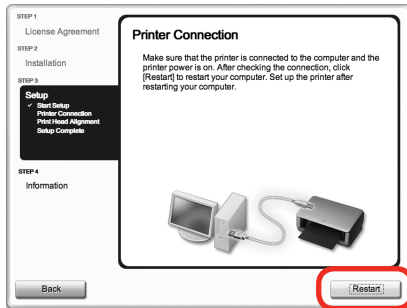 STEP 1
License Agreement
STEP 2
Installation
STEP 3
Setup
✓ Start Setup
Printer Connection
Print Head Alignment
Setup Complete
STEP 4
Information
Printer Connection
Make sure that the printer is connected to the computer and the
printer power is on. After checking the connection, click
[Restart] to restart your computer. Set up the printer after
restarting your computer.
Back
Restart